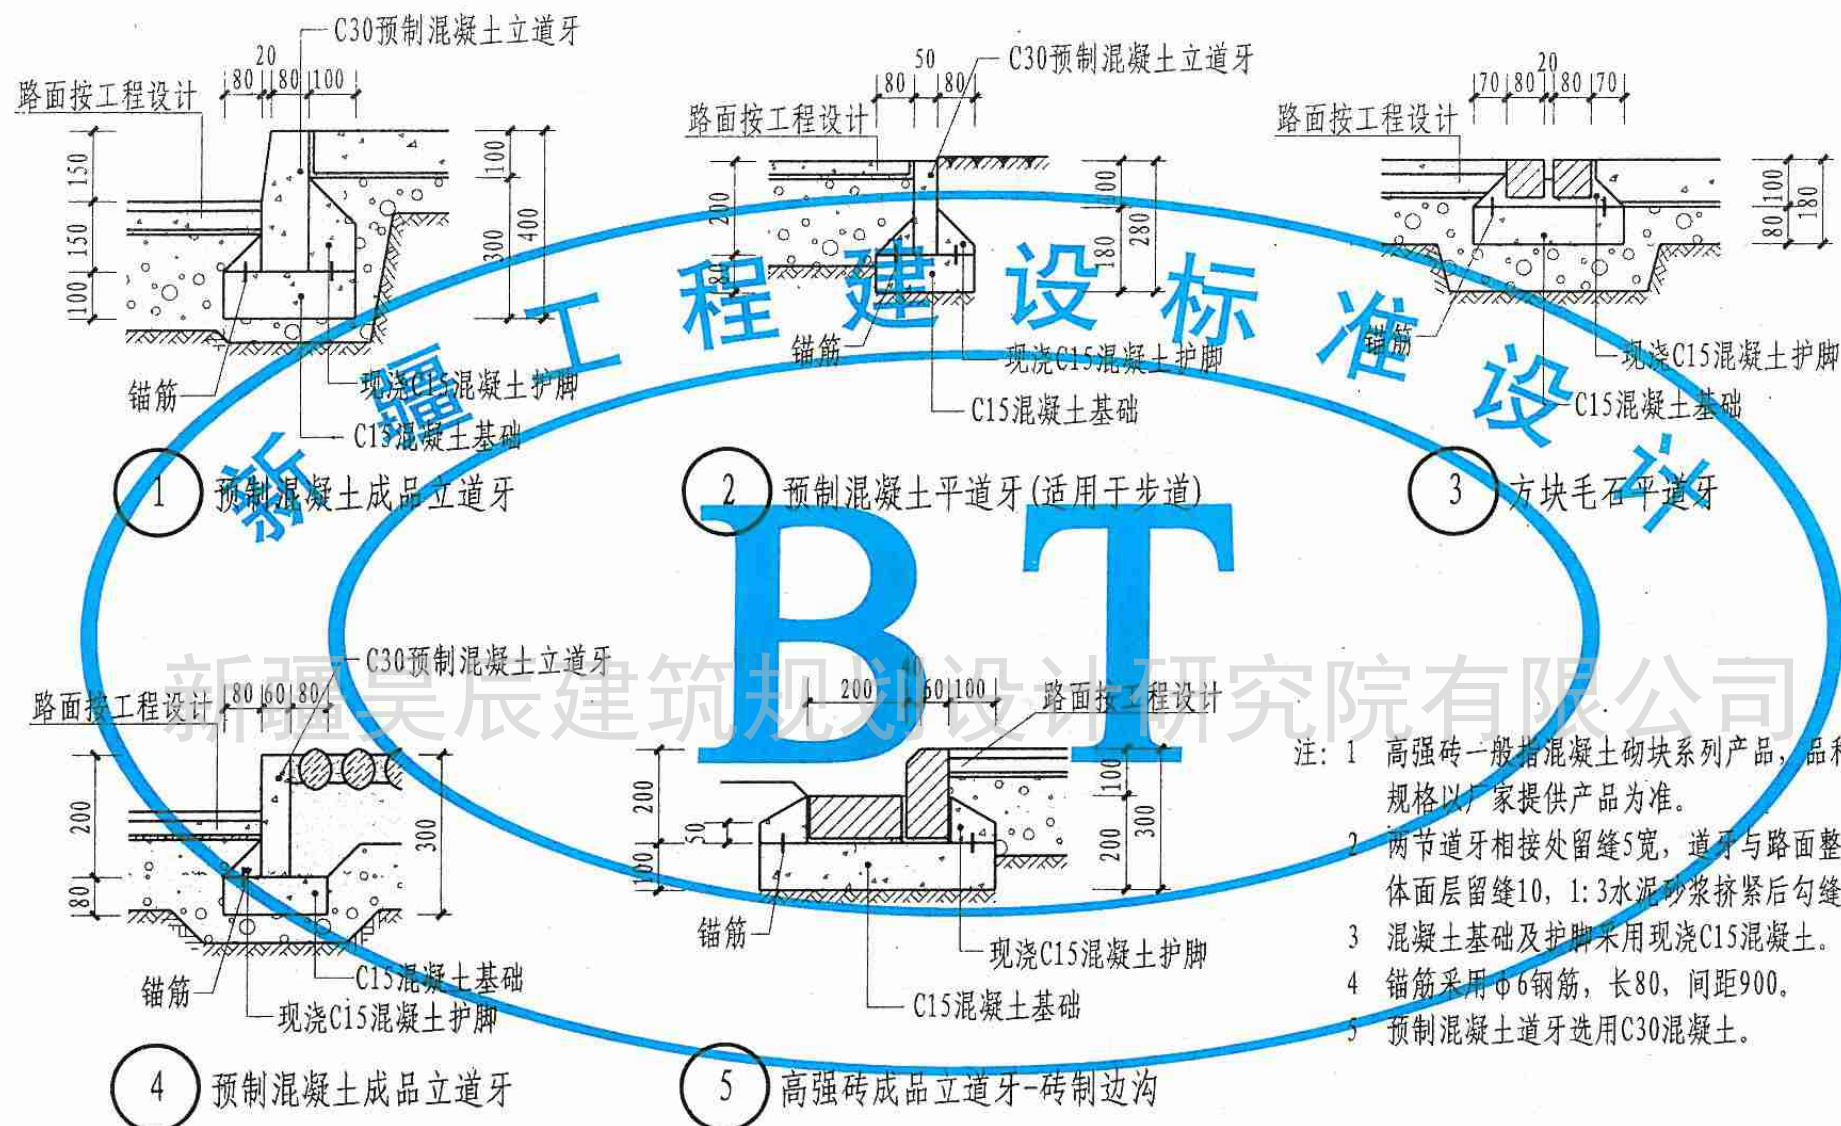 C30预制混凝土立道牙
20
80 80 100
路面按工程设计
150
150
100
100
300
400
锚筋
现浇C15混凝土护脚
C15混凝土基础
1 预制混凝土成品立道牙
C30预制混凝土立道牙
50
80 80
路面按工程设计
200
80
100
180
280
锚筋
现浇C15混凝土护脚
C15混凝土基础
2 预制混凝土平道牙(适用于步道)
20
70 80 80 70
路面按工程设计
100
80
180
锚筋
现浇C15混凝土护脚
C15混凝土基础
3 方块毛石平道牙
新疆工程建设标准设计
BT
新疆昊辰建筑规划设计研究院有限公司
C30预制混凝土立道牙
80 60 80
路面按工程设计
200
80
300
锚筋
C15混凝土基础
现浇C15混凝土护脚
4 预制混凝土成品立道牙
40
200 60 100
路面按工程设计
200
50
100
100
200
300
锚筋
现浇C15混凝土护脚
C15混凝土基础
5 高强砖成品立道牙-砖制边沟
注: 1 高强砖一般指混凝土砌块系列产品, 品
规格以厂家提供产品为准。
2 两节道牙相接处留缝5宽, 道牙与路面整
体面层留缝10, 1:3水泥砂浆挤紧后勾缝
3 混凝土基础及护脚采用现浇C15混凝土。
4 锚筋采用φ6钢筋, 长80, 间距900。
5 预制混凝土道牙选用C30混凝土。